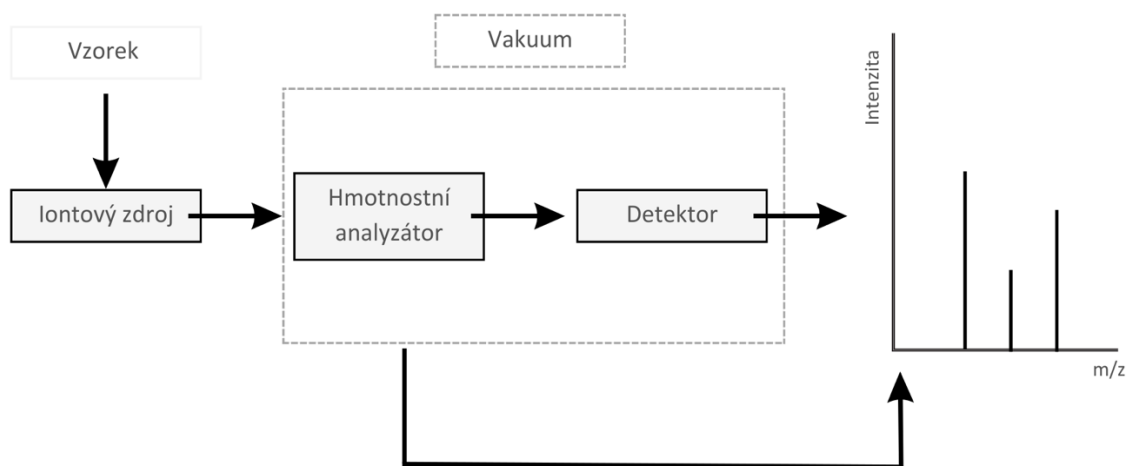 Vzorek
Vakuum
Iontový zdroj
Hmotnostní
analyzátor
Detektor
Intenzita
m/z